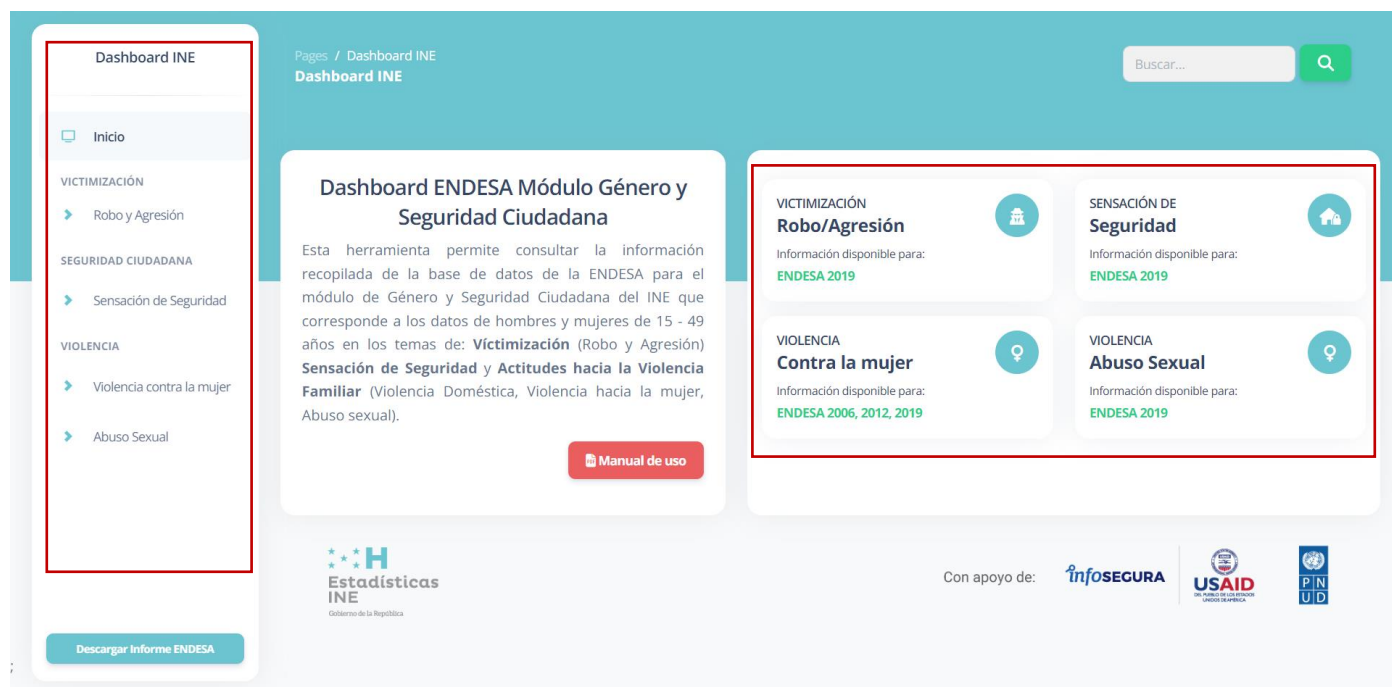 Dashboard INE
Inicio
VICTIMIZACIÓN
Robo y Agresión
SEGURIDAD CIUDADANA
Sensación de Seguridad
VIOLENCIA
Violencia contra la mujer
Abuso Sexual
Descargar Informe ENDESA
;
Pages / Dashboard INE
Dashboard INE
Buscar...
Dashboard ENDESA Módulo Género y
Seguridad Ciudadana
Esta herramienta permite consultar la información
recopilada de la base de datos de la ENDESA para el
módulo de Género y Seguridad Ciudadana del INE que
corresponde a los datos de hombres y mujeres de 15 - 49
años en los temas de: Víctimización (Robo y Agresión)
Sensación de Seguridad y Actitudes hacia la Violencia
Familiar (Violencia Doméstica, Violencia hacia la mujer,
Abuso sexual).
Manual de uso
VICTIMIZACIÓN
Robo/Agresión
Información disponible para:
ENDESA 2019
SENSACIÓN DE
Seguridad
Información disponible para:
ENDESA 2019
VIOLENCIA
Contra la mujer
Información disponible para:
ENDESA 2006, 2012, 2019
VIOLENCIA
Abuso Sexual
Información disponible para:
ENDESA 2019
H
Estadísticas
INE
Gobierno de la República
Con apoyo de:
infosegura
USAID
DEL PUEBLO DE LOS ESTADOS
UNIDOS DE AMÉRICA
P N
U D